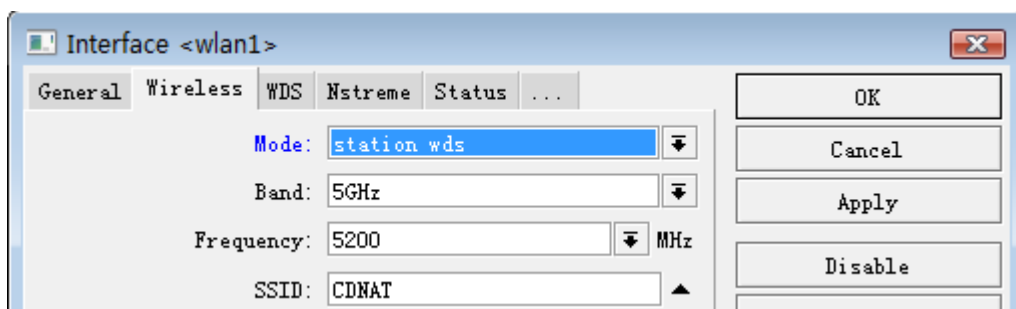 Interface <wlan1>
General Wireless WDS Nstreme Status ...
OK
Mode: station wds
Cancel
Band: 5GHz
Apply
Frequency: 5200 MHz
Disable
SSID: CDNAT